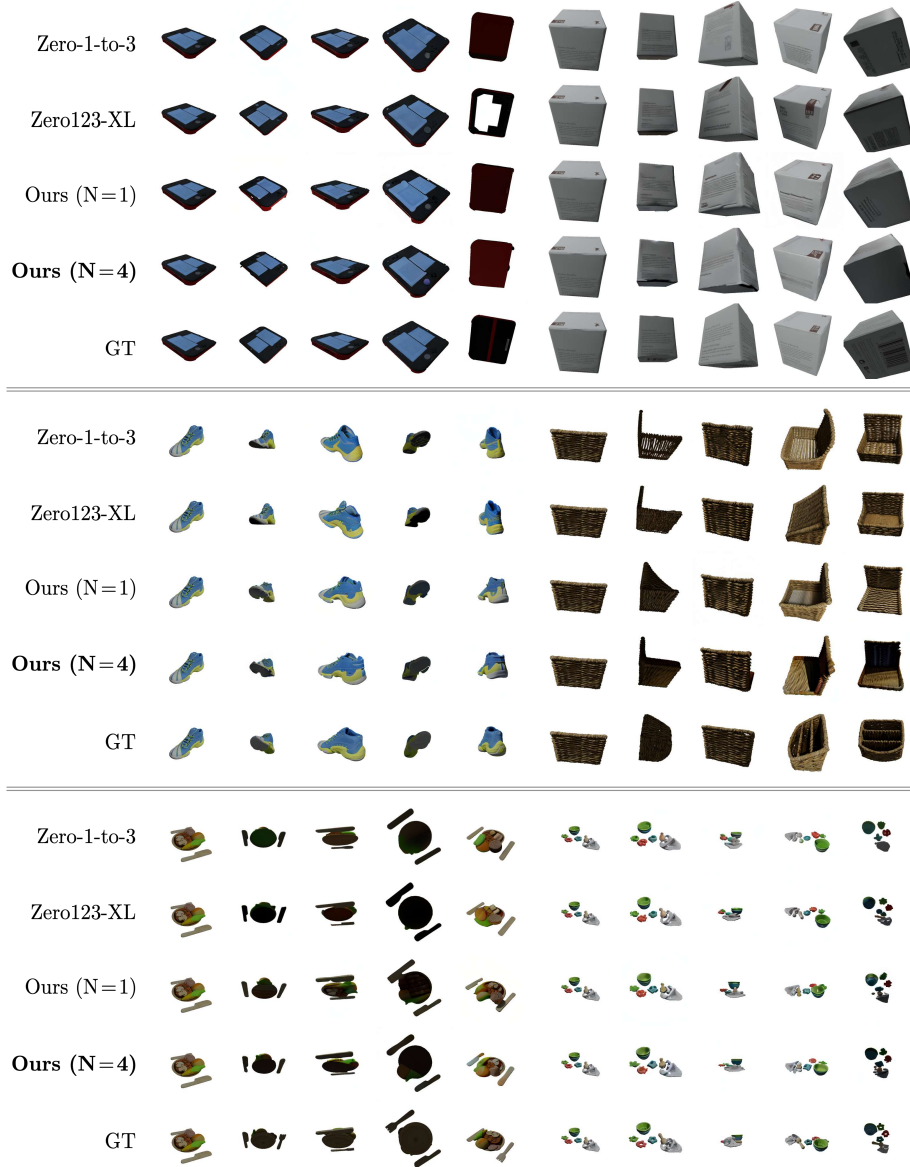 Zero-1-to-3
Zero123-XL
Ours (N=1)
Ours (N=4)
GT
Zero-1-to-3
Zero123-XL
Ours (N=1)
Ours (N=4)
GT
Zero-1-to-3
Zero123-XL
Ours (N=1)
Ours (N=4)
GT